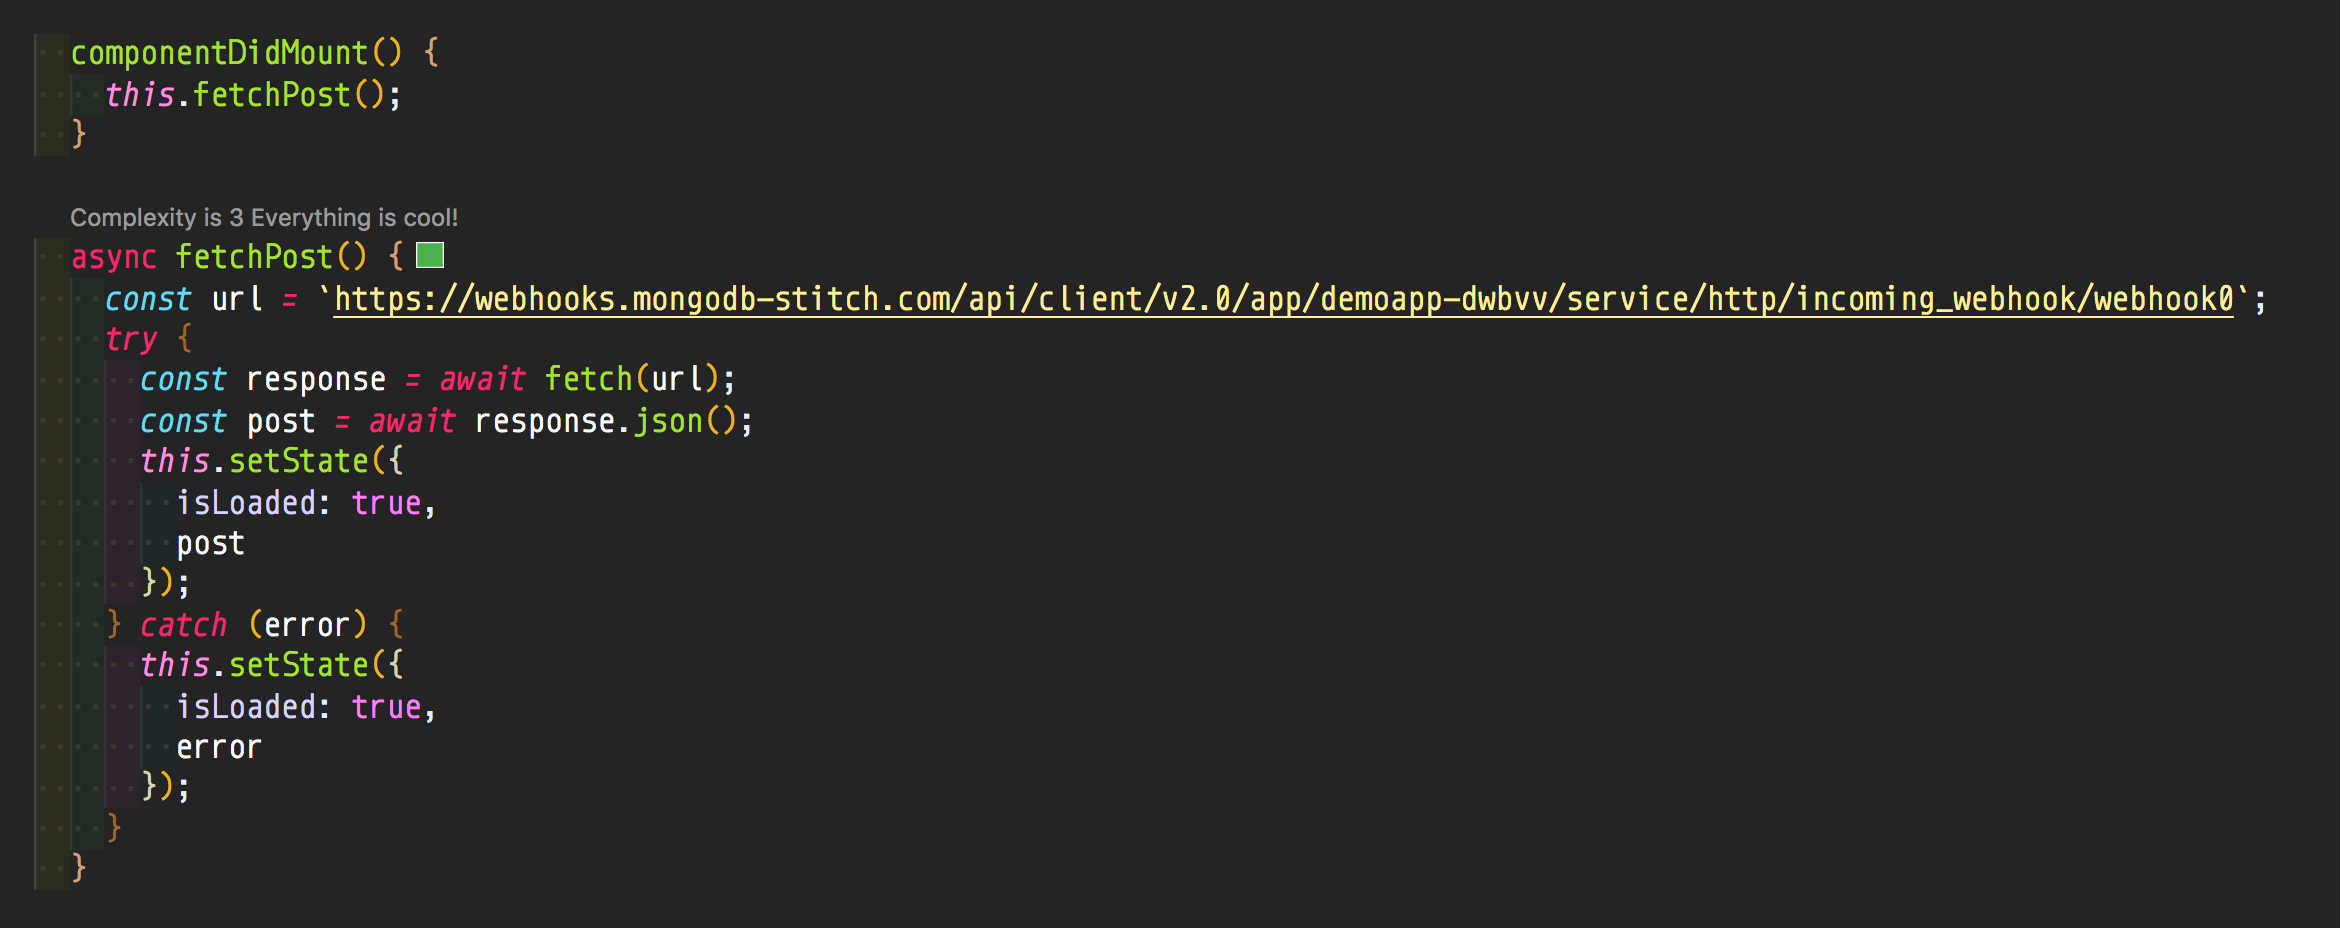 componentDidMount() {
this.fetchPost();
}
Complexity is 3 Everything is cool!
async fetchPost() {
const url = `https://webhooks.mongodb-stitch.com/api/client/v2.0/app/demoapp-dwbvv/service/http/incoming_webhook/webhook0`;
try {
const response = await fetch(url);
const post = await response.json();
this.setState({
isLoaded: true,
post
});
} catch (error) {
this.setState({
isLoaded: true,
error
});
}
}